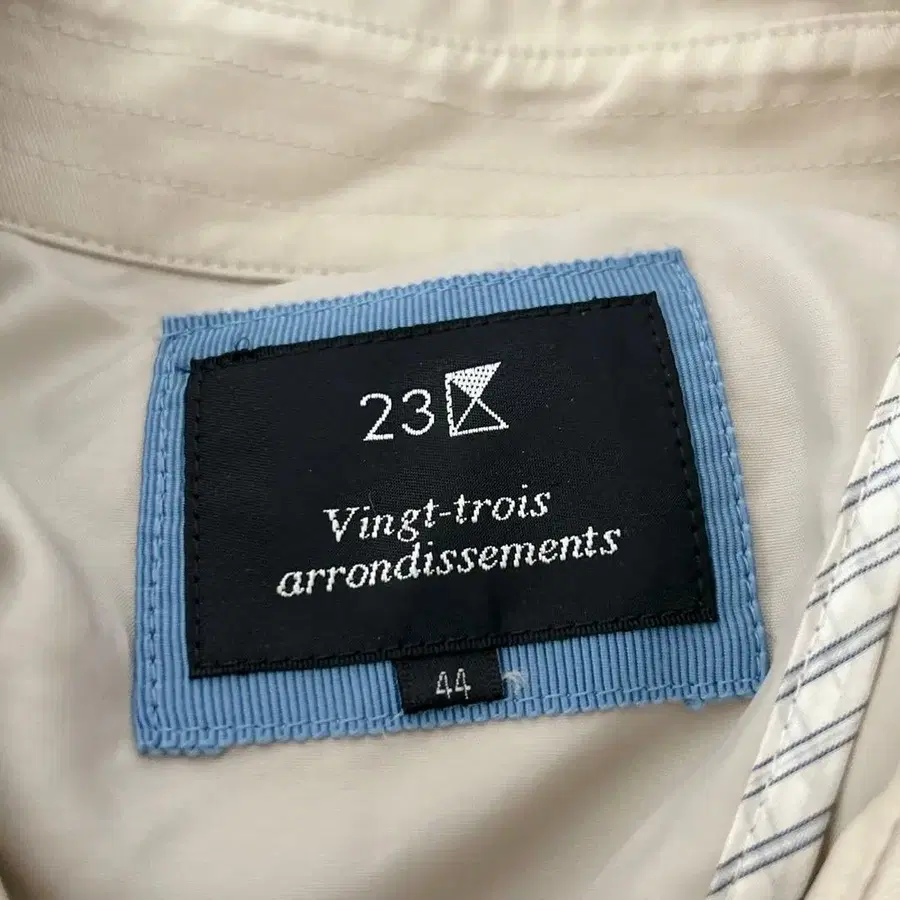 23
Vingt-trois
arrondissements
44